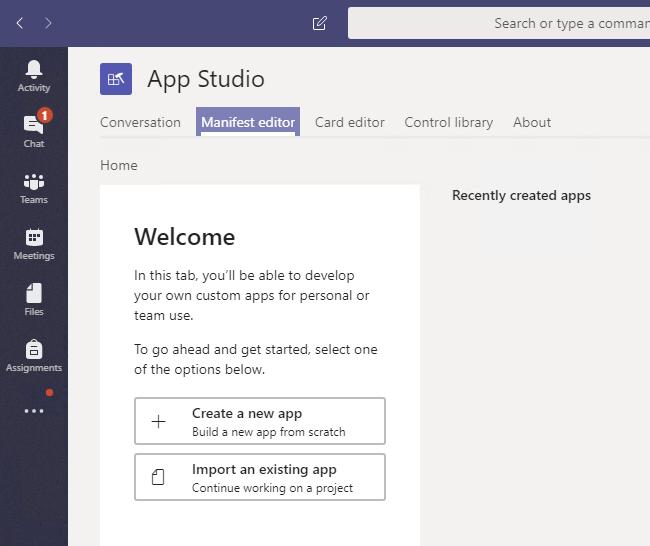 Search or type a comman
Activity
1
Chat
Teams
Meetings
Files
Assignments
App Studio
Conversation Manifest editor Card editor Control library About
Home
Welcome
In this tab, you'll be able to develop
your own custom apps for personal or
team use.
To go ahead and get started, select one
of the options below.
Create a new app
Build a new app from scratch
Import an existing app
Continue working on a project
Recently created apps